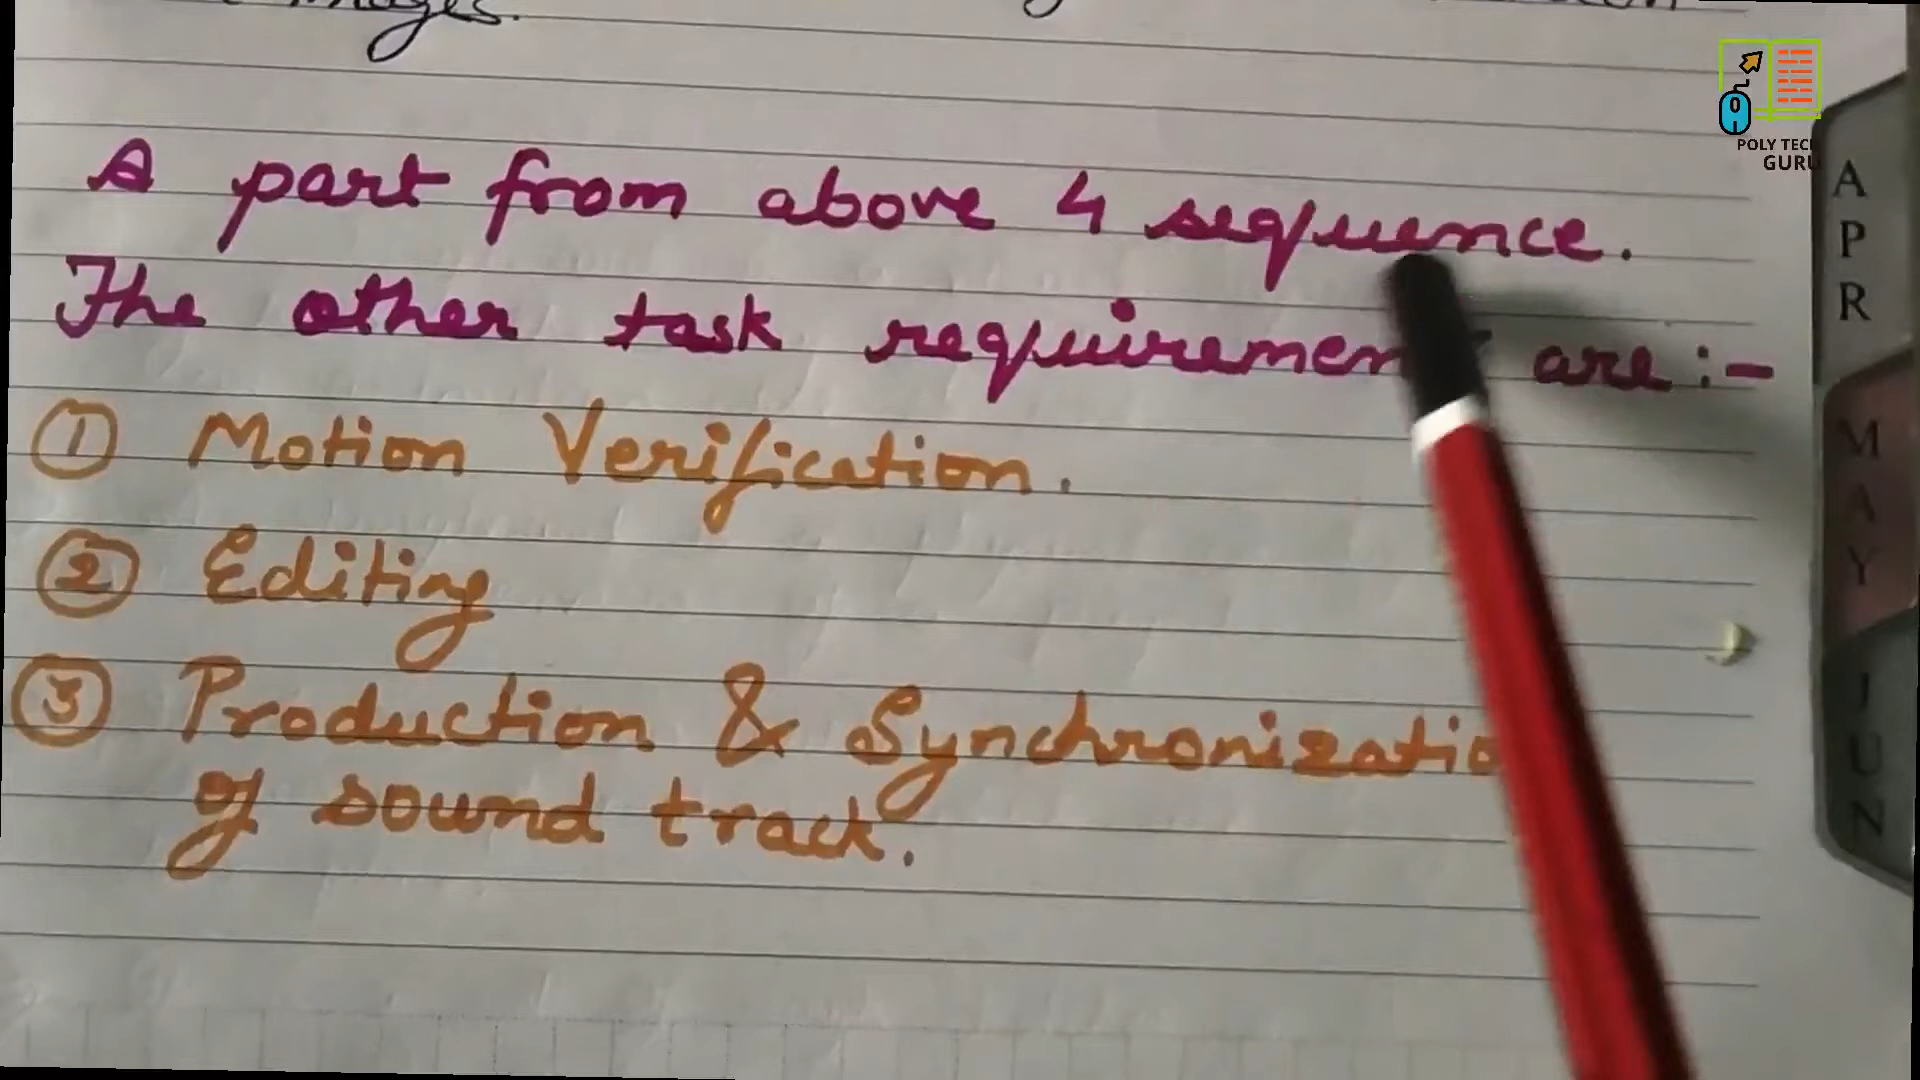 images.
A part from above 4 sequence.
The other task requirement are :-
① Motion Verification.
② Editing
③ Production & Synchronizatio
of sound track.
POLY TECH
GURU
APR
MAY
JUN